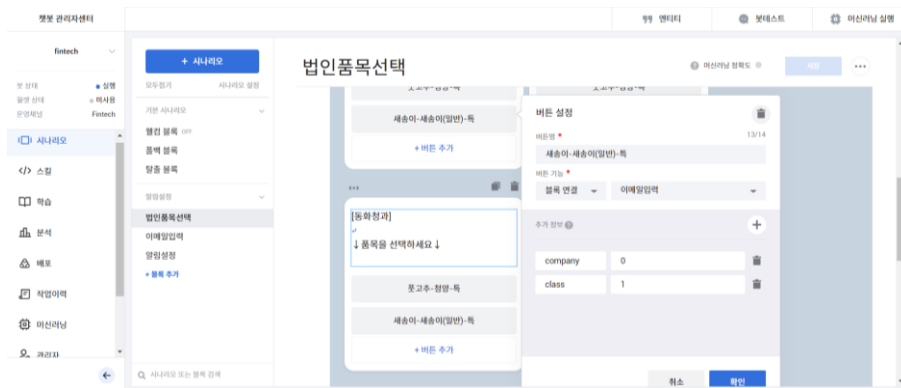 챗봇 관리자센터
엔티티
봇테스트
머신러닝 실행
fintech
봇 상태
실행
미사용
운영채널
Fintech
시나리오
</> 스킬
학습
분석
배포
작업이력
머신러닝
관리자
+ 시나리오
모두접기
시나리오 설정
기본 시나리오
웰컴 블록 OFF
폴백 블록
탈출 블록
알림설정
법인품목선택
이메일입력
알림설정
+ 블록 추가
시나리오 또는 블록 검색
법인품목선택
머신러닝 정확도
저장
새송이-새송이(일반)-특
+ 버튼 추가
[동화청과]
↓ 품목을 선택하세요 ↓
풋고추-청양-특
새송이-새송이(일반)-특
+ 버튼 추가
버튼 설정
버튼명 *
13/14
새송이-새송이(일반)-특
버튼 기능 *
블록 연결
이메일입력
추가 정보
company
0
class
1
취소
확인